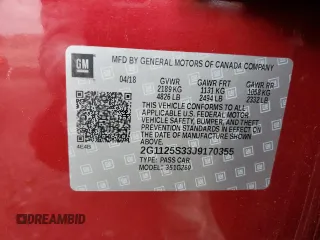 GM
MFD BY GENERAL MOTORS OF CANADA COMPANY
04/18 GVWR GAWR FRT GAWR RR
2189 KG 1131 KG 1058 KG
4826 LB 2494 LB 2332 LB
THIS VEHICLE CONFORMS TO ALL
APPLICABLE U.S. FEDERAL MOTOR
VEHICLE SAFETY, BUMPER, AND
THEFT PREVENTION STANDARDS
IN EFFECT ON THE DATE OF
MANUFACTURE SHOWN
ABOVE.
2G1125S33J9170355
TYPE: PASS CAR
MODEL:
DREAMBID